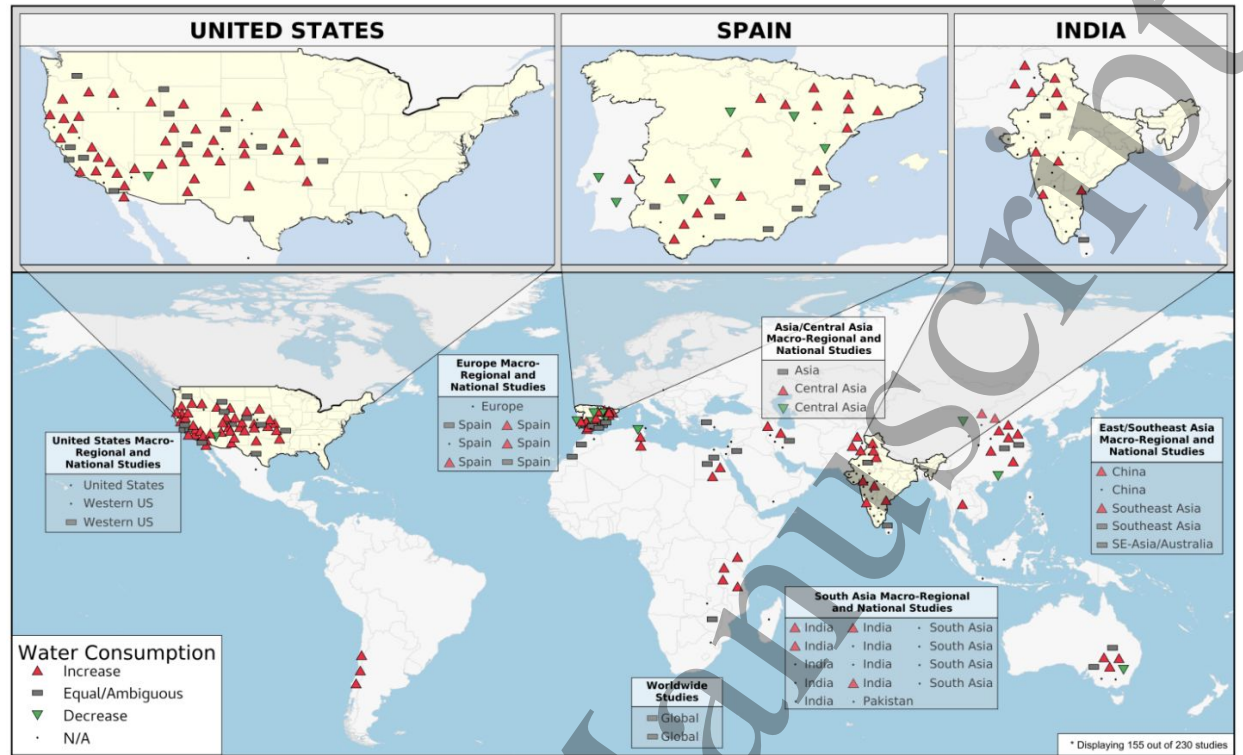 UNITED STATES
SPAIN
INDIA
Asia/Central Asia
Macro-Regional and
National Studies
Asia
Central Asia
Central Asia
Europe Macro-
Regional and
National Studies
Europe
Spain Spain
Spain Spain
Spain Spain
East/Southeast Asia
Macro-Regional and
National Studies
China
China
Southeast Asia
Southeast Asia
SE-Asia/Australia
United States Macro-
Regional and
National Studies
United States
Western US
Western US
South Asia Macro-Regional
and National Studies
India India South Asia
India India South Asia
India India South Asia
India India South Asia
India Pakistan
Worldwide
Studies
Global
Global
Water Consumption
Increase
Equal/Ambiguous
Decrease
N/A
* Displaying 155 out of 230 studies